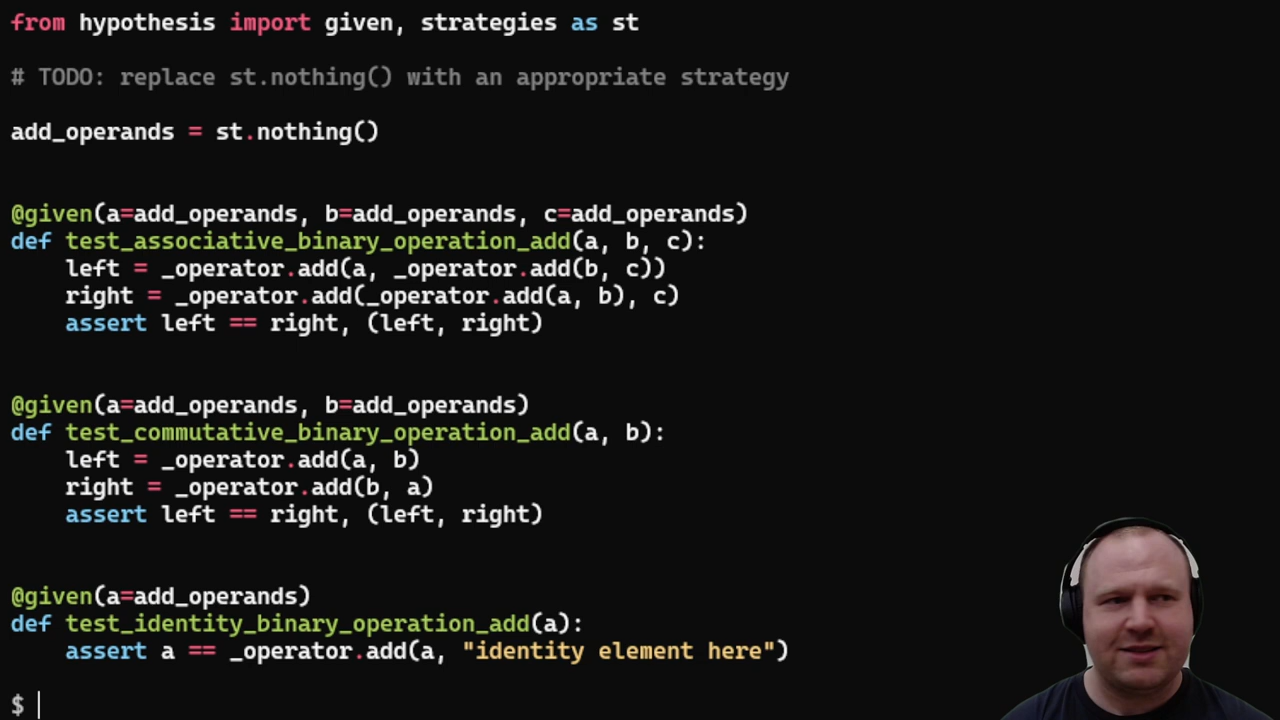 from hypothesis import given, strategies as st
# TODO: replace st.nothing() with an appropriate strategy
add_operands = st.nothing()
@given(a=add_operands, b=add_operands, c=add_operands)
def test_associative_binary_operation_add(a, b, c):
    left = _operator.add(a, _operator.add(b, c))
    right = _operator.add(_operator.add(a, b), c)
    assert left == right, (left, right)
@given(a=add_operands, b=add_operands)
def test_commutative_binary_operation_add(a, b):
    left = _operator.add(a, b)
    right = _operator.add(b, a)
    assert left == right, (left, right)
@given(a=add_operands)
def test_identity_binary_operation_add(a):
    assert a == _operator.add(a, "identity element here")
$